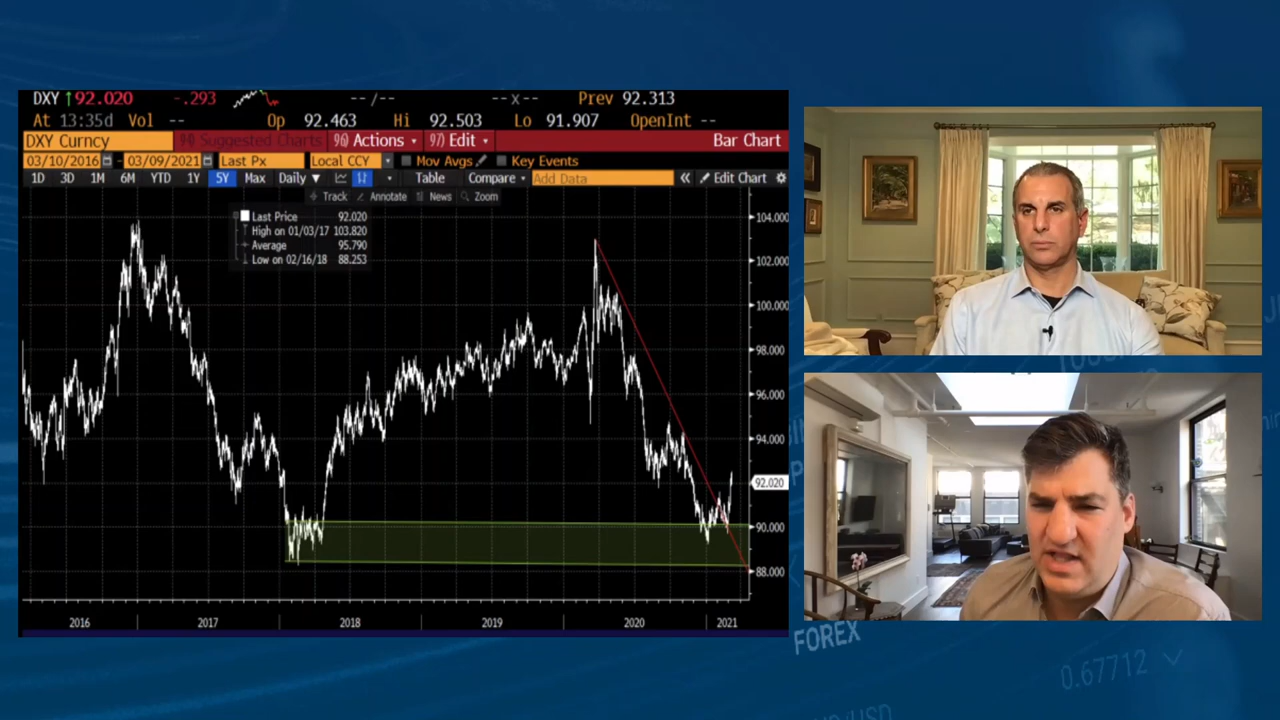 DXY ↑92.020 -.293 --/-- --x-- Prev 92.313
At 13:35d Vol -- Op 92.463 Hi 92.503 Lo 91.907 OpenInt --
DXY Curncy 94) Suggested Charts 96) Actions 97) Edit Bar Chart
03/10/2016 - 03/09/2021 Last Px Local CCY Mov Avgs Key Events
1D 3D 1M 6M YTD 1Y 5Y Max Daily ▼ Table Compare Add Data « Edit Chart
Track Annotate News Zoom
Last Price 92.020
High on 01/03/17 103.820
Average 95.790
Low on 02/16/18 88.253
104.000
102.000
100.000
98.000
96.000
94.000
92.020
90.000
88.000
2016 2017 2018 2019 2020 2021
FOREX
0.67712